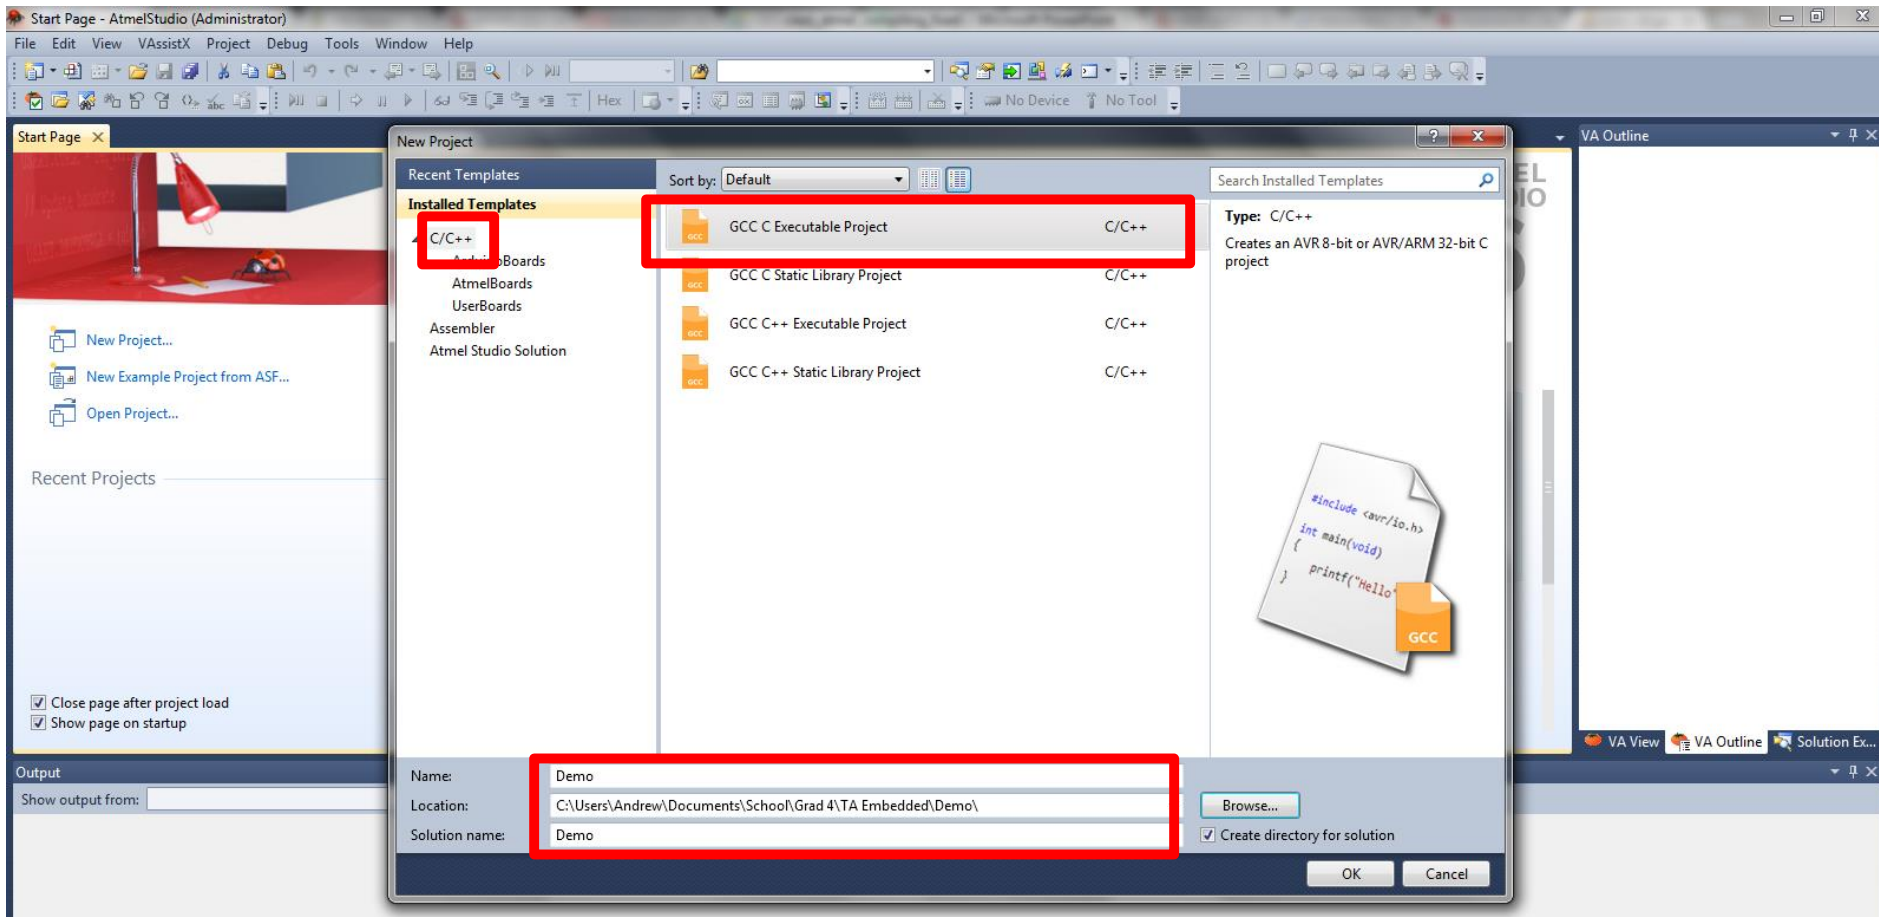 Start Page - AtmelStudio (Administrator)
File Edit View VAssistX Project Debug Tools Window Help
Hex
No Device No Tool
Start Page
New Project...
New Example Project from ASF...
Open Project...
Recent Projects
Close page after project load
Show page on startup
New Project
Recent Templates
Installed Templates
C/C++
AtmelBoards
UserBoards
Assembler
Atmel Studio Solution
Sort by: Default
GCC C Executable Project C/C++
GCC C Static Library Project C/C++
GCC C++ Executable Project C/C++
GCC C++ Static Library Project C/C++
Search Installed Templates
Type: C/C++
Creates an AVR 8-bit or AVR/ARM 32-bit C
project
#include <avr/io.h>
int main(void)
{
printf("Hello"
}
GCC
Name: Demo
Location: C:\Users\Andrew\Documents\School\Grad 4\TA Embedded\Demo\
Solution name: Demo
Browse...
Create directory for solution
OK Cancel
VA Outline
VA View VA Outline Solution Ex...
Output
Show output from: